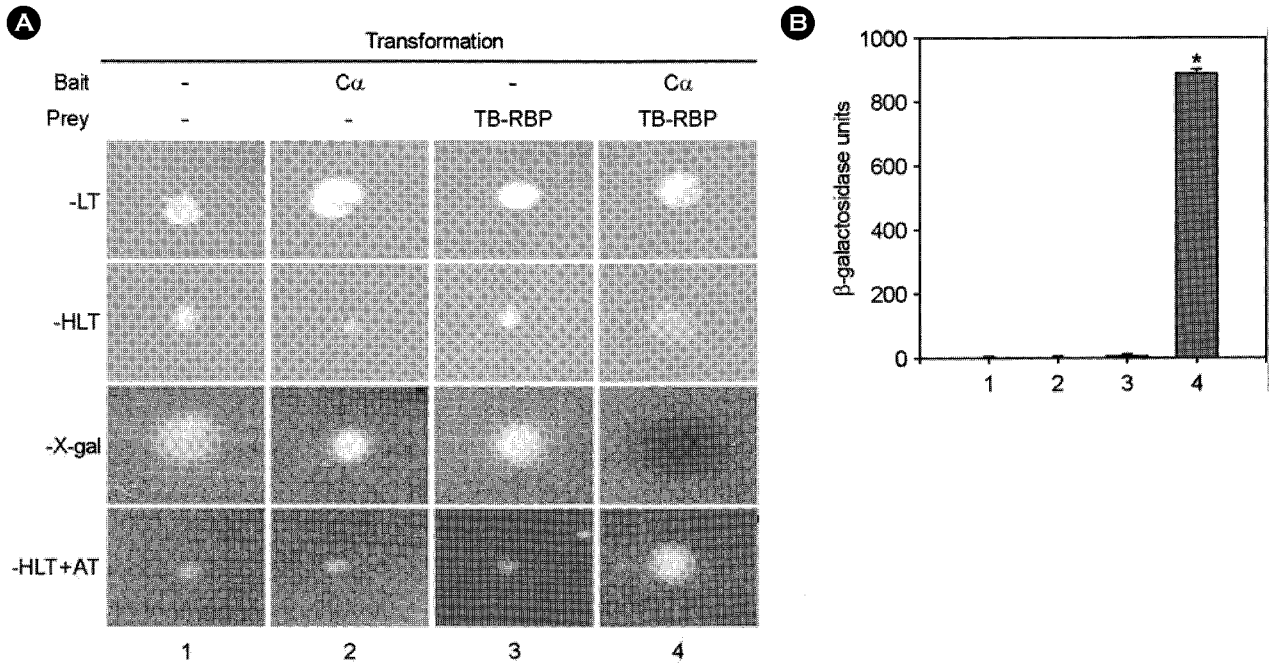 A
Transformation
Bait - Cα - Cα
Prey - - TB-RBP TB-RBP
-LT
-HLT
-X-gal
-HLT+AT
1 2 3 4
B
β-galactosidase units
1000
800
600
400
200
0
*
1 2 3 4